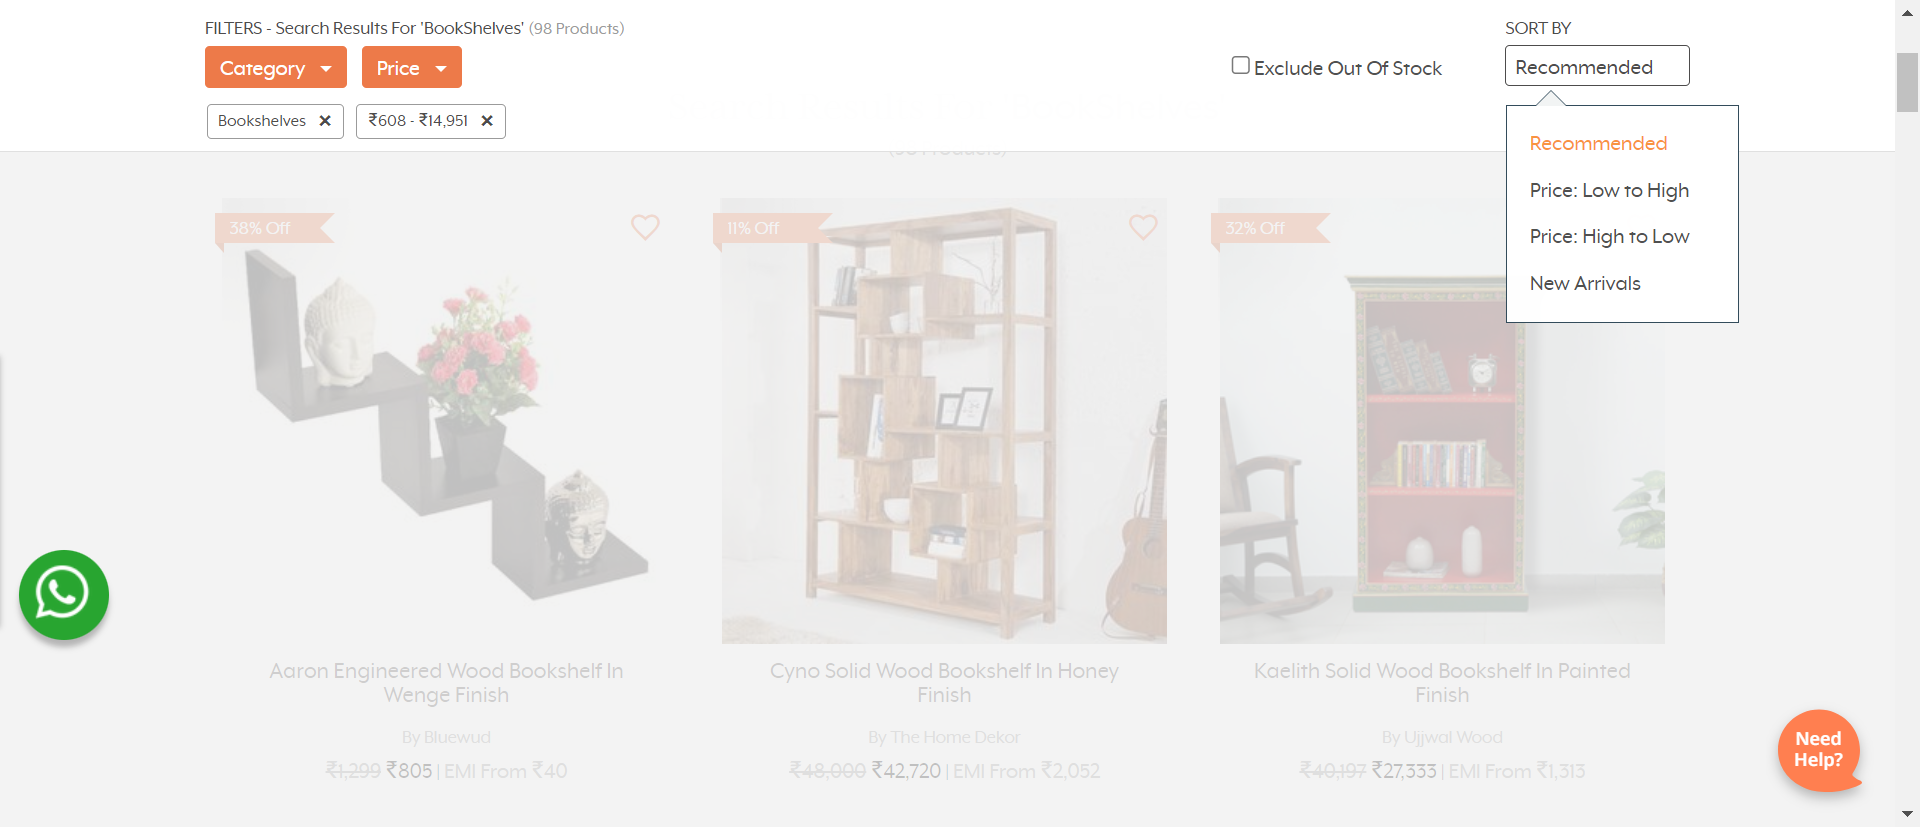 FILTERS - Search Results For 'BookShelves' (98 Products)
SORT BY
Category
Price
Exclude Out Of Stock
Recommended
Bookshelves ✕
₹608 - ₹14,951 ✕
(98 Products)
Recommended
Price: Low to High
Price: High to Low
New Arrivals
38% Off
11% Off
32% Off
Aaron Engineered Wood Bookshelf In
Wenge Finish
By Bluewud
₹1,299 ₹805 | EMI From ₹40
Cyno Solid Wood Bookshelf In Honey
Finish
By The Home Dekor
₹48,000 ₹42,720 | EMI From ₹2,052
Kaelith Solid Wood Bookshelf In Painted
Finish
By Ujjwal Wood
₹40,197 ₹27,333 | EMI From ₹1,313
Need
Help?